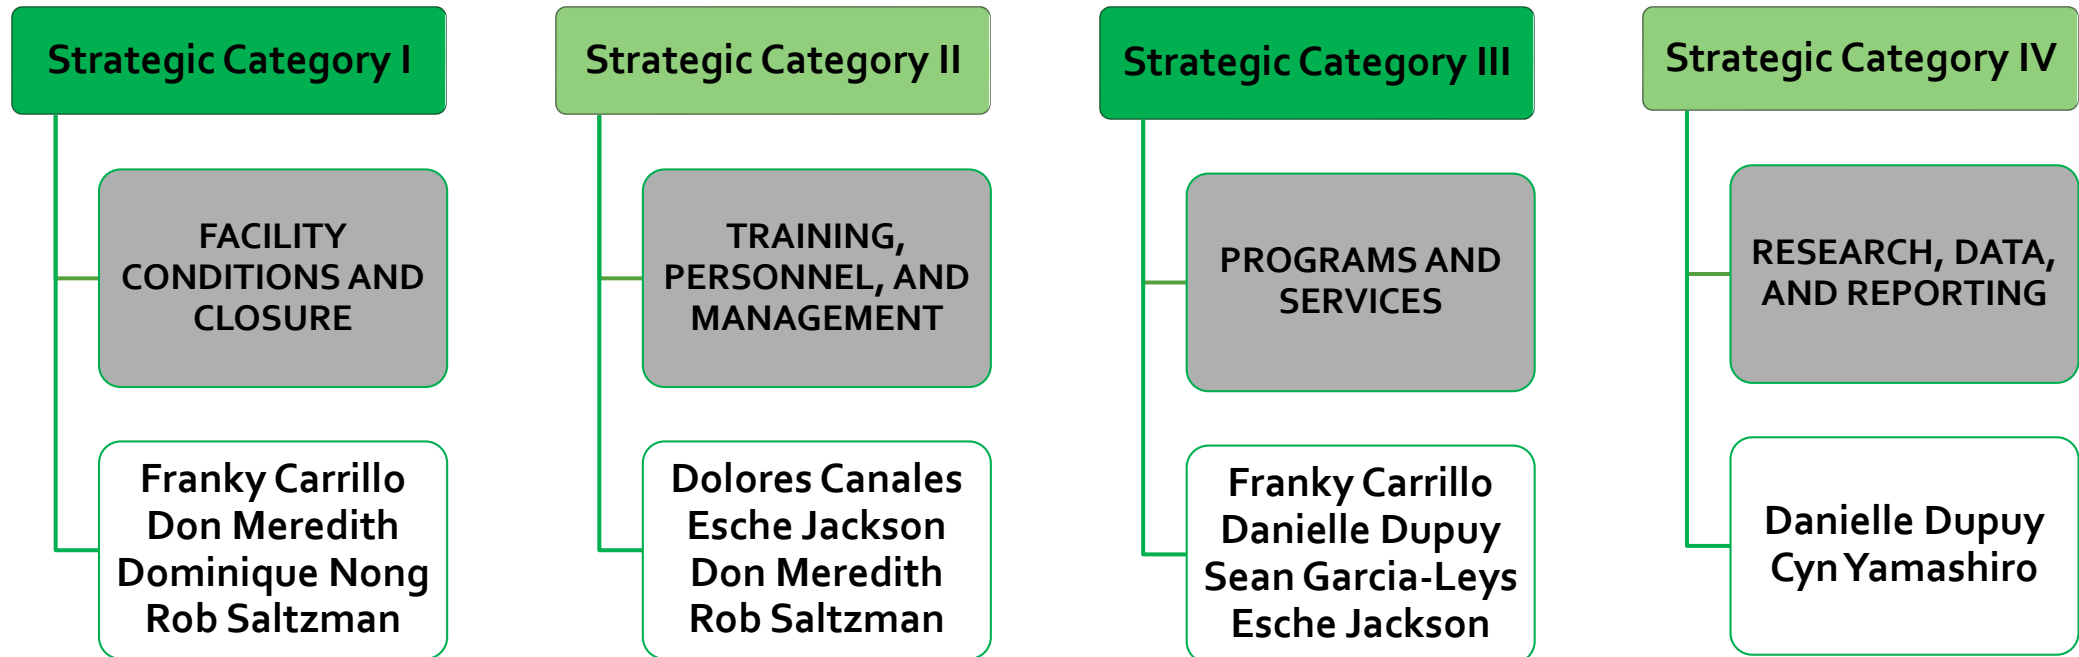 Strategic Category I
FACILITY
CONDITIONS AND
CLOSURE
Franky Carrillo
Don Meredith
Dominique Nong
Rob Saltzman
Strategic Category II
TRAINING,
PERSONNEL, AND
MANAGEMENT
Dolores Canales
Esche Jackson
Don Meredith
Rob Saltzman
Strategic Category III
PROGRAMS AND
SERVICES
Franky Carrillo
Danielle Dupuy
Sean Garcia-Leys
Esche Jackson
Strategic Category IV
RESEARCH, DATA,
AND REPORTING
Danielle Dupuy
Cyn Yamashiro